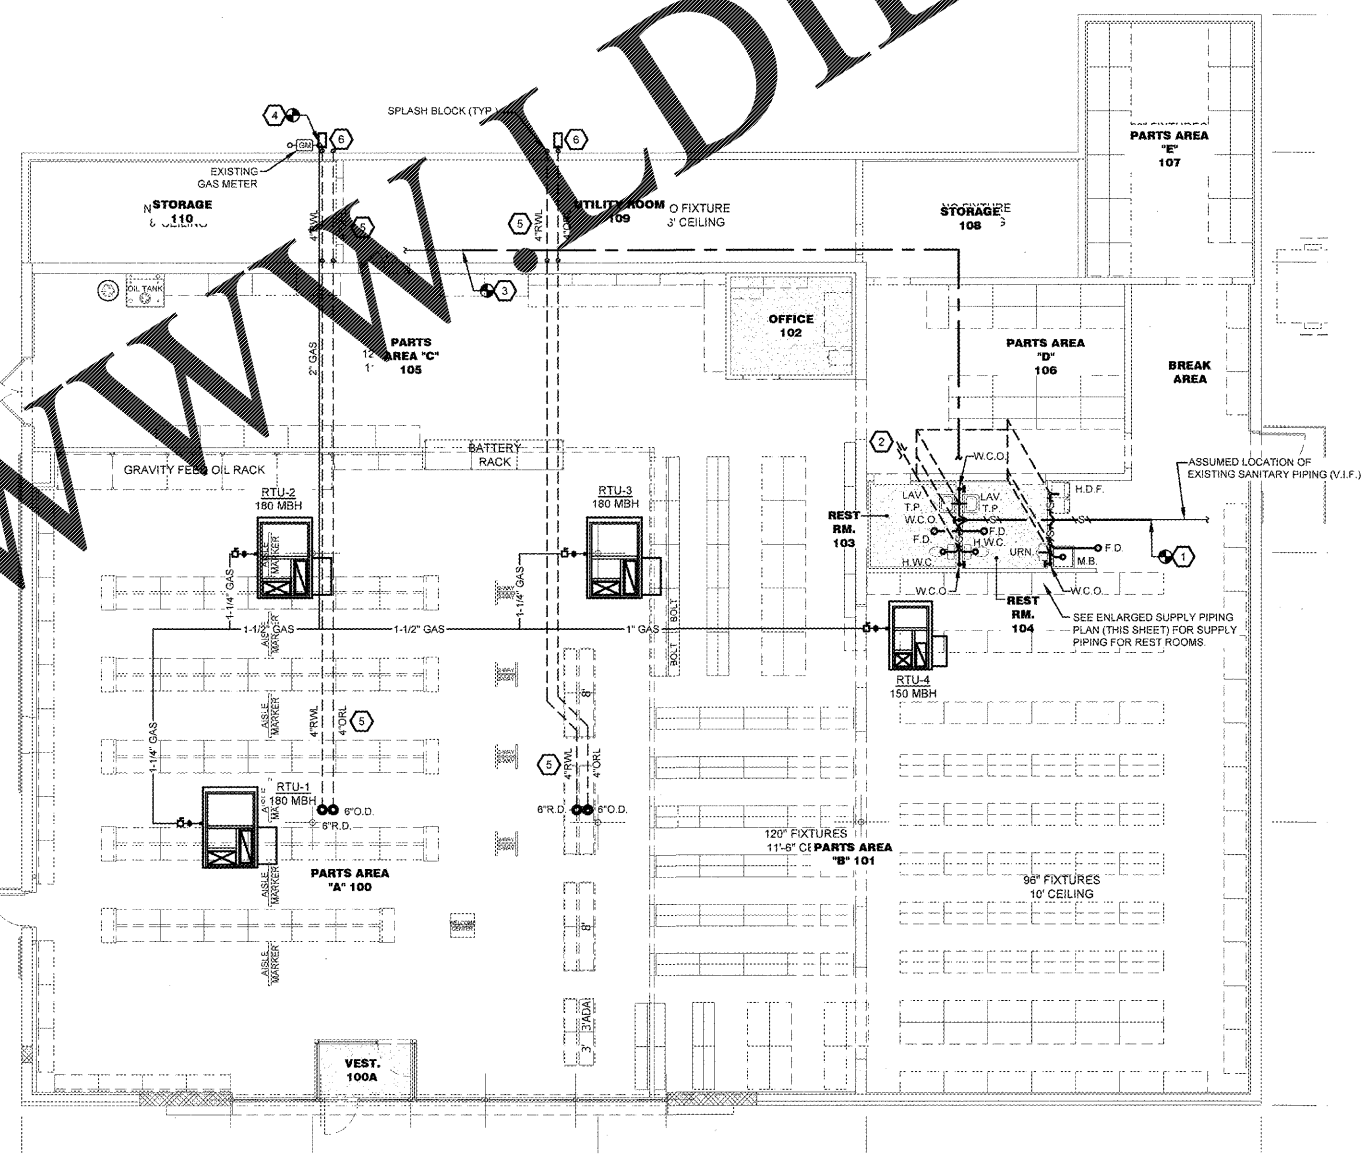 WWW.LDI
SPLASH BLOCK (TYP.)
4
6
6
GM
EXISTING
GAS METER
STORAGE
110
UTILITY ROOM
109
O FIXTURE
CEILING
STORAGE
108
PARTS AREA
"E"
107
4"RWL
5
5
4"RWL
3
OIL TANK
OFFICE
102
PARTS
AREA "C"
105
2" GAS
PARTS AREA
"D"
106
BREAK
AREA
BATTERY
RACK
GRAVITY FEED OIL RACK
2
W.C.O.
ASSUMED LOCATION OF
EXISTING SANITARY PIPING (V.I.F.)
RTU-2
180 MBH
RTU-3
180 MBH
LAV.
T.P.
LAV.
T.P.
H.D.F.
REST
RM.
103
W.C.O.
S
S
F.D.
F.D.
H.W.C.
H.W.C.
URN.
F.D.
M.B.
1
AISLE
MARKER
1-1/4" GAS
1-1/4" GAS
W.C.O.
W.C.O.
REST
RM.
104
SEE ENLARGED SUPPLY PIPING
PLAN (THIS SHEET) FOR SUPPLY
PIPING FOR REST ROOMS.
1-1/2" GAS
1-1/2" GAS
1" GAS
BOLT
BOLT
RTU-4
150 MBH
AISLE
MARKER
8'
4"RWL
4"ORL
5
1-1/4" GAS
5
4"RWL
4"ORL
RTU-1
180 MBH
6"O.D.
6"R.D.
6"R.D.
6"O.D.
120" FIXTURES
PARTS AREA
"B" 101
PARTS AREA
"A" 100
AISLE
MARKER
96" FIXTURES
10' CEILING
WELCOME
CENTER
8'
AISLE
MARKER
3'ADA
3'
VEST.
100A